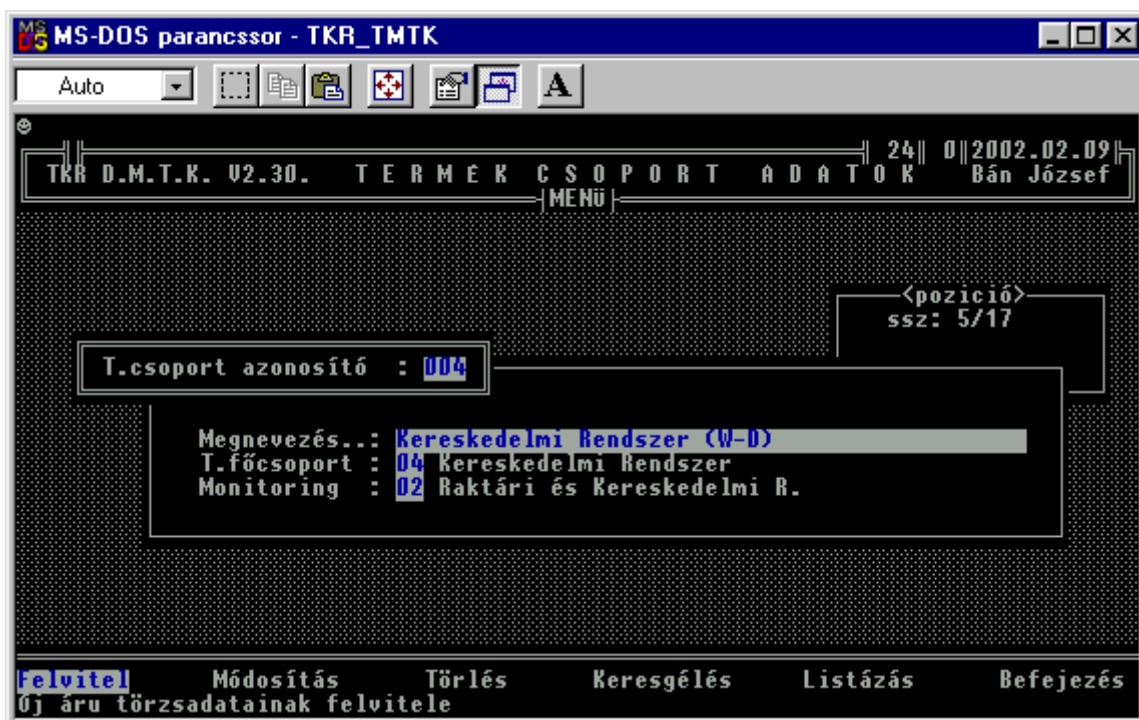 MS-DOS parancssor - TKR_TMTK
Auto
A
24 0 2002.02.09
TKR D.M.T.K. V2.30. T E R M É K C S O P O R T A D A T O K Bán József
MENÜ
<pozició>
ssz: 5/17
T.csoport azonosító : 004
Megnevezés..: Kereskedelmi Rendszer (W-D)
T.főcsoport : 04 Kereskedelmi Rendszer
Monitoring : 02 Raktári és Kereskedelmi R.
Felvitel Módosítás Törlés Keresgélés Listázás Befejezés
Új áru törzsadatainak felvitele